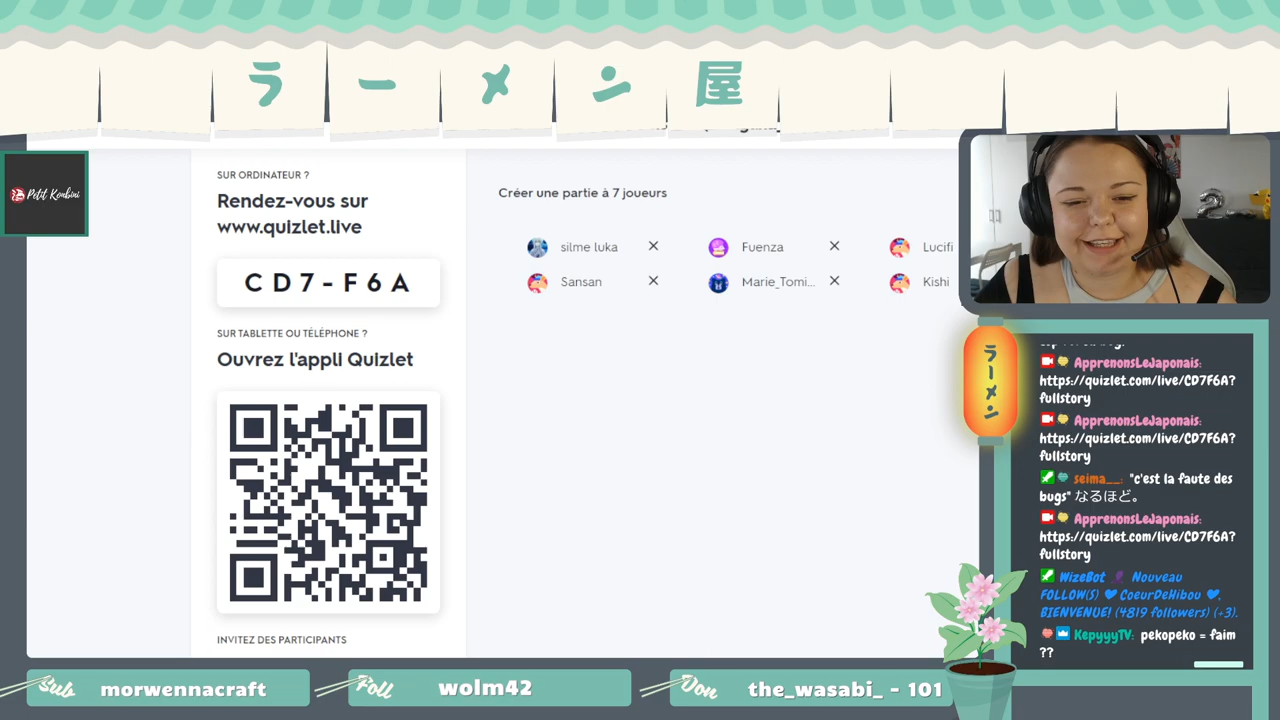 ラーメン屋
Petit Konbini
SUR ORDINATEUR ?
Rendez-vous sur
www.quizlet.live
CD7-F6A
SUR TABLETTE OU TÉLÉPHONE ?
Ouvrez l'appli Quizlet
INVITEZ DES PARTICIPANTS
Créer une partie à 7 joueurs
silme luka
Fuenza
Lucifi
Sansan
Marie_Tomi...
Kishi
2
ラーメン
ApprenonsLeJaponais:
https://quizlet.com/live/CD7F6A?
fullstory
ApprenonsLeJaponais:
https://quizlet.com/live/CD7F6A?
fullstory
seima__: "c'est la faute des
bugs" なるほど。
ApprenonsLeJaponais:
https://quizlet.com/live/CD7F6A?
fullstory
WizeBot Nouveau
FOLLOW(S) CoeurDeHibou ,
BIENVENUE! (4819 followers) (+3).
KepyyyTV: pekopeko = faim
??
Sub morwennacraft
Foll wolm42
Don the_wasabi_ - 101